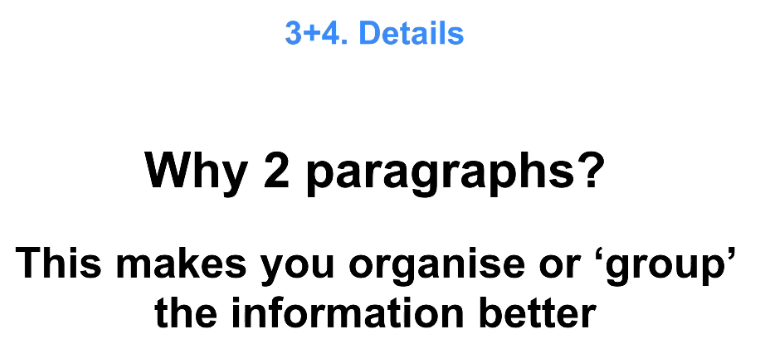 3+4. Details
Why 2 paragraphs?
This makes you organise or ‘group’
the information better